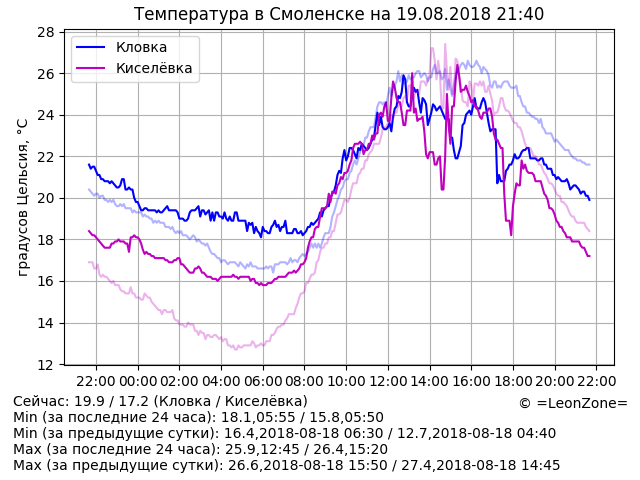 Температура в Смоленске на 19.08.2018 21:40
градусов Цельсия, °C
28
26
24
22
20
18
16
14
12
Кловка
Киселёвка
22:00 00:00 02:00 04:00 06:00 08:00 10:00 12:00 14:00 16:00 18:00 20:00 22:00
Сейчас: 19.9 / 17.2 (Кловка / Киселёвка)
© =LeonZone=
Min (за последние 24 часа): 18.1,05:55 / 15.8,05:50
Min (за предыдущие сутки): 16.4,2018-08-18 06:30 / 12.7,2018-08-18 04:40
Max (за последние 24 часа): 25.9,12:45 / 26.4,15:20
Max (за предыдущие сутки): 26.6,2018-08-18 15:50 / 27.4,2018-08-18 14:45